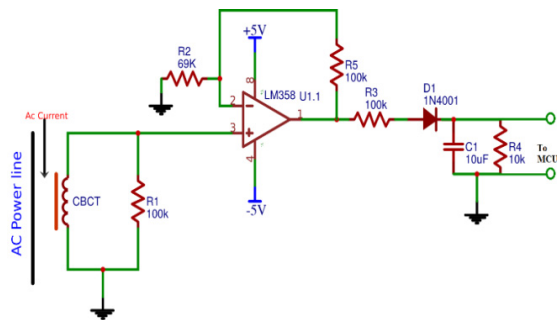 +5V
R2
69K
R5
100k
8
LM358 U1.1
R3
100k
D1
1N4001
2
1
3
4
-5V
Ac Current
AC Power line
CBCT
R1
100k
C1
10uF
R4
10k
To
MCU